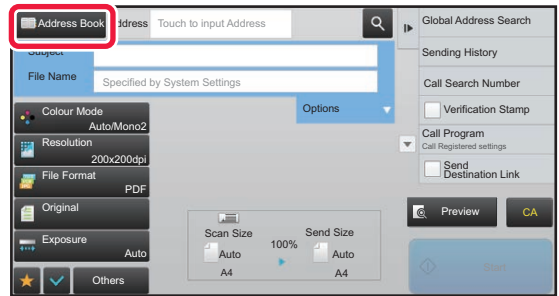 Address Book
ddress
Touch to input Address
Subject
File Name
Specified by System Settings
Options
Colour Mode
Auto/Mono2
Resolution
200x200dpi
File Format
PDF
Original
Exposure
Auto
Others
Scan Size
Auto
A4
100%
Send Size
Auto
A4
Global Address Search
Sending History
Call Search Number
Verification Stamp
Call Program
Call Registered settings
Send
Destination Link
Preview
CA
Start